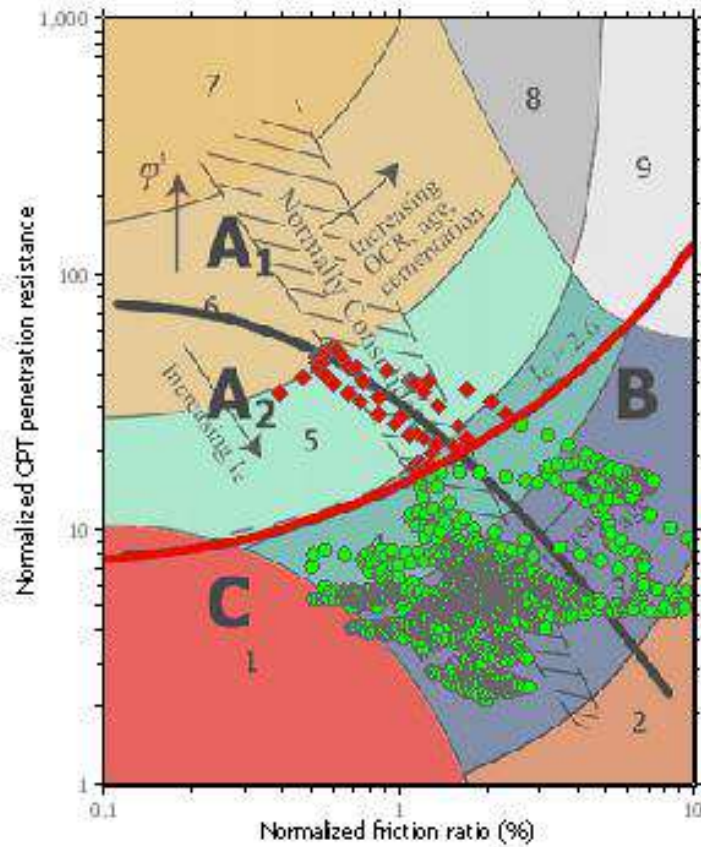 1,000
7
8
9
φ'
Increasing
OCR, age,
cementation
Normally
A1
100
6
Ic = 2.6
A2
B
Increasing Ic
5
10
C
1
2
1
0.1
1
10
Normalized friction ratio (%)
Normalized CPT penetration resistance